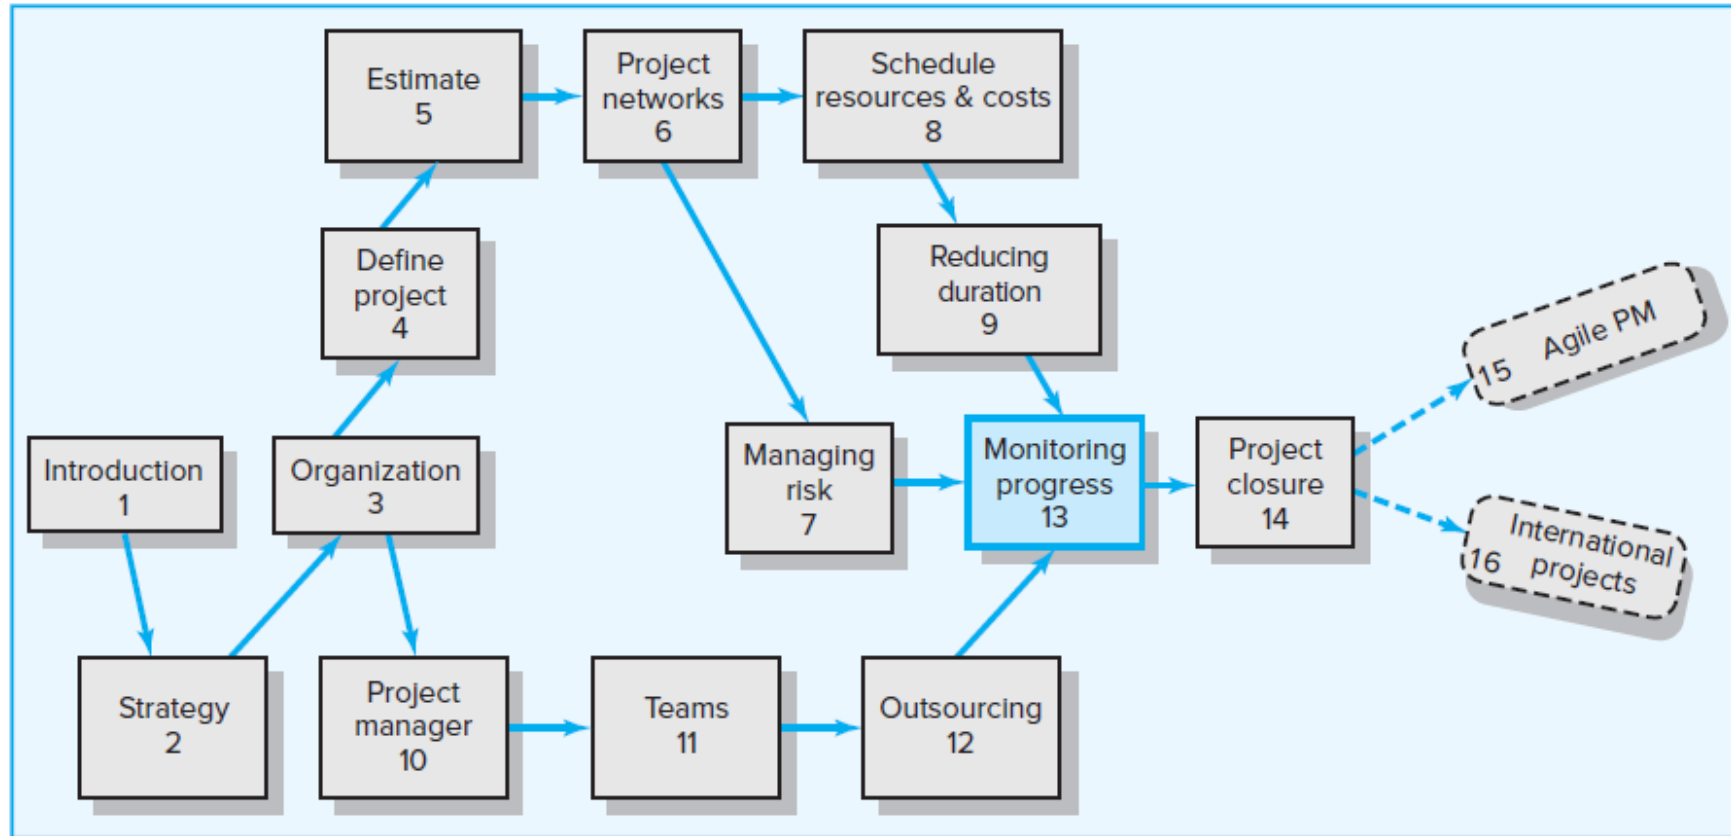 Estimate
5
Project
networks
6
Schedule
resources & costs
8
Define
project
4
Reducing
duration
9
15 Agile PM
Introduction
1
Organization
3
Managing
risk
7
Monitoring
progress
13
Project
closure
14
International
16 projects
Strategy
2
Project
manager
10
Teams
11
Outsourcing
12